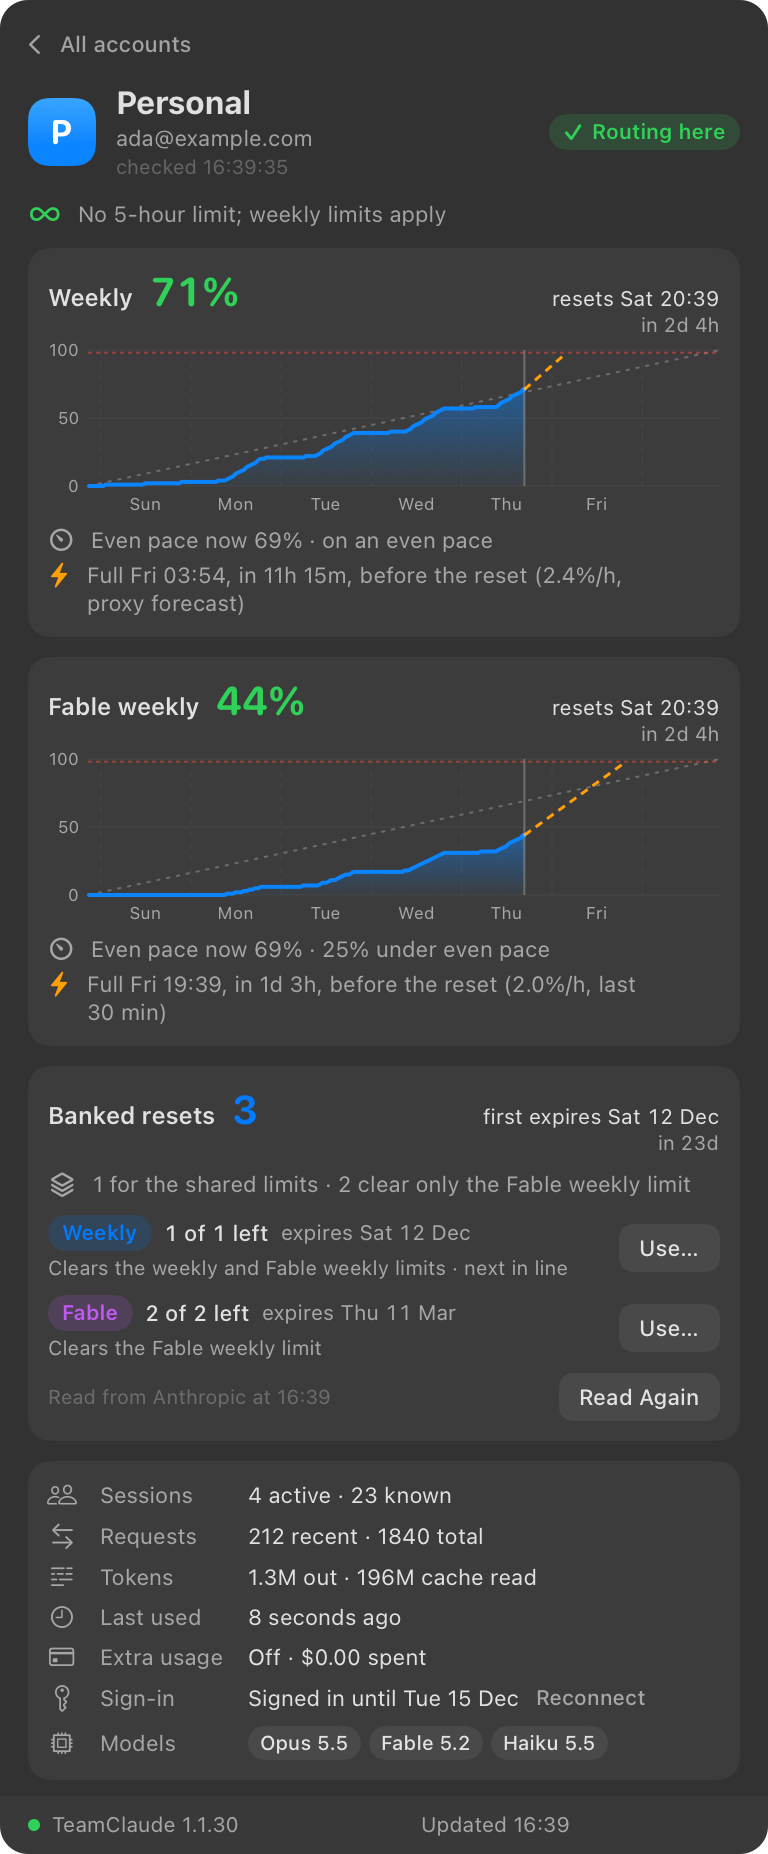 All accounts
P
Personal
ada@example.com
checked 16:39:35
Routing here
No 5-hour limit; weekly limits apply
Weekly 71%
resets Sat 20:39
in 2d 4h
100
50
0
Sun Mon Tue Wed Thu Fri
Even pace now 69% · on an even pace
Full Fri 03:54, in 11h 15m, before the reset (2.4%/h,
proxy forecast)
Fable weekly 44%
resets Sat 20:39
in 2d 4h
100
50
0
Sun Mon Tue Wed Thu Fri
Even pace now 69% · 25% under even pace
Full Fri 19:39, in 1d 3h, before the reset (2.0%/h, last
30 min)
Banked resets 3
first expires Sat 12 Dec
in 23d
1 for the shared limits · 2 clear only the Fable weekly limit
Weekly 1 of 1 left expires Sat 12 Dec
Use...
Clears the weekly and Fable weekly limits · next in line
Fable 2 of 2 left expires Thu 11 Mar
Use...
Clears the Fable weekly limit
Read from Anthropic at 16:39
Read Again
Sessions 4 active · 23 known
Requests 212 recent · 1840 total
Tokens 1.3M out · 196M cache read
Last used 8 seconds ago
Extra usage Off · $0.00 spent
Sign-in Signed in until Tue 15 Dec Reconnect
Models Opus 5.5 Fable 5.2 Haiku 5.5
TeamClaude 1.1.30
Updated 16:39